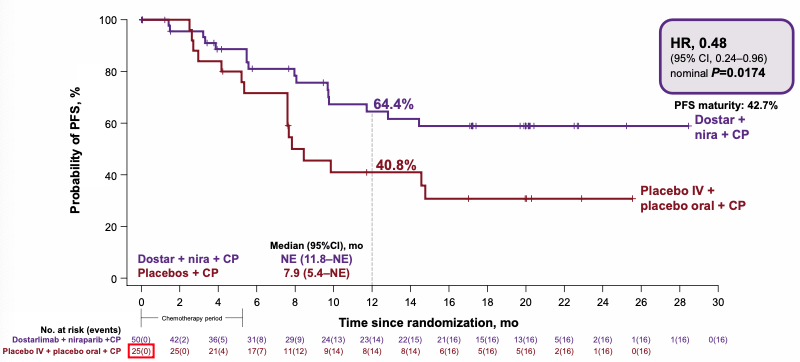 100
80
60
40
20
0
Probability of PFS, %
HR, 0.48
(95% CI, 0.24–0.96)
nominal P=0.0174
PFS maturity: 42.7%
64.4%
Dostar +
nira + CP
40.8%
Placebo IV +
placebo oral + CP
Median (95%CI), mo
Dostar + nira + CP NE (11.8–NE)
Placebos + CP 7.9 (5.4–NE)
0 2 4 6 8 10 12 14 16 18 20 22 24 26 28 30
Chemotherapy period
Time since randomization, mo
No. at risk (events)
Dostarlimab + niraparib +CP 50(0) 42(2) 36(5) 31(8) 29(9) 24(13) 23(14) 22(15) 21(16) 15(16) 13(16) 5(16) 2(16) 1(16) 1(16) 0(16)
Placebo IV + placebo oral + CP 25(0) 25(0) 21(4) 17(7) 11(12) 9(14) 8(14) 8(14) 6(16) 5(16) 5(16) 2(16) 1(16) 0(16)